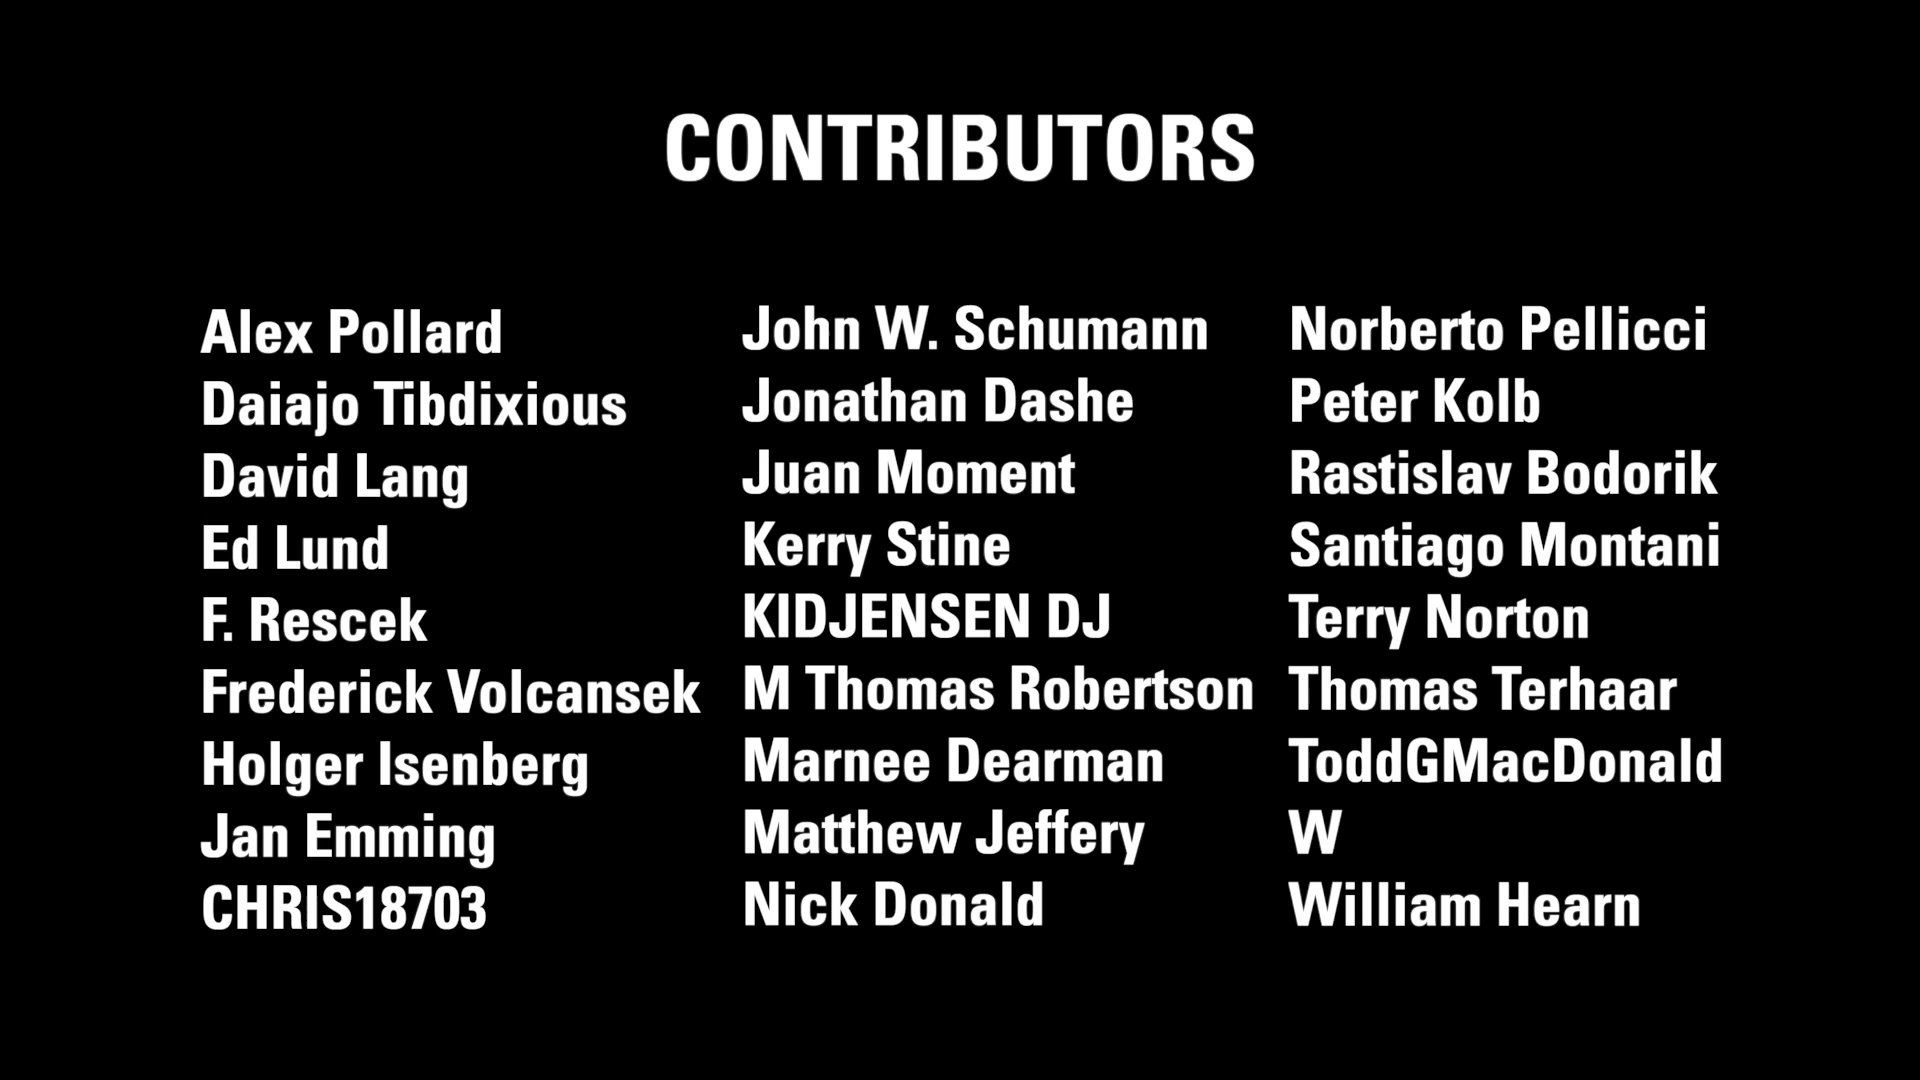 CONTRIBUTORS
Alex Pollard
Daiajo Tibdixious
David Lang
Ed Lund
F. Rescek
Frederick Volcansek
Holger Isenberg
Jan Emming
CHRIS18703
John W. Schumann
Jonathan Dashe
Juan Moment
Kerry Stine
KIDJENSEN DJ
M Thomas Robertson
Marnee Dearman
Matthew Jeffery
Nick Donald
Norberto Pellicci
Peter Kolb
Rastislav Bodorik
Santiago Montani
Terry Norton
Thomas Terhaar
ToddGMacDonald
W
William Hearn